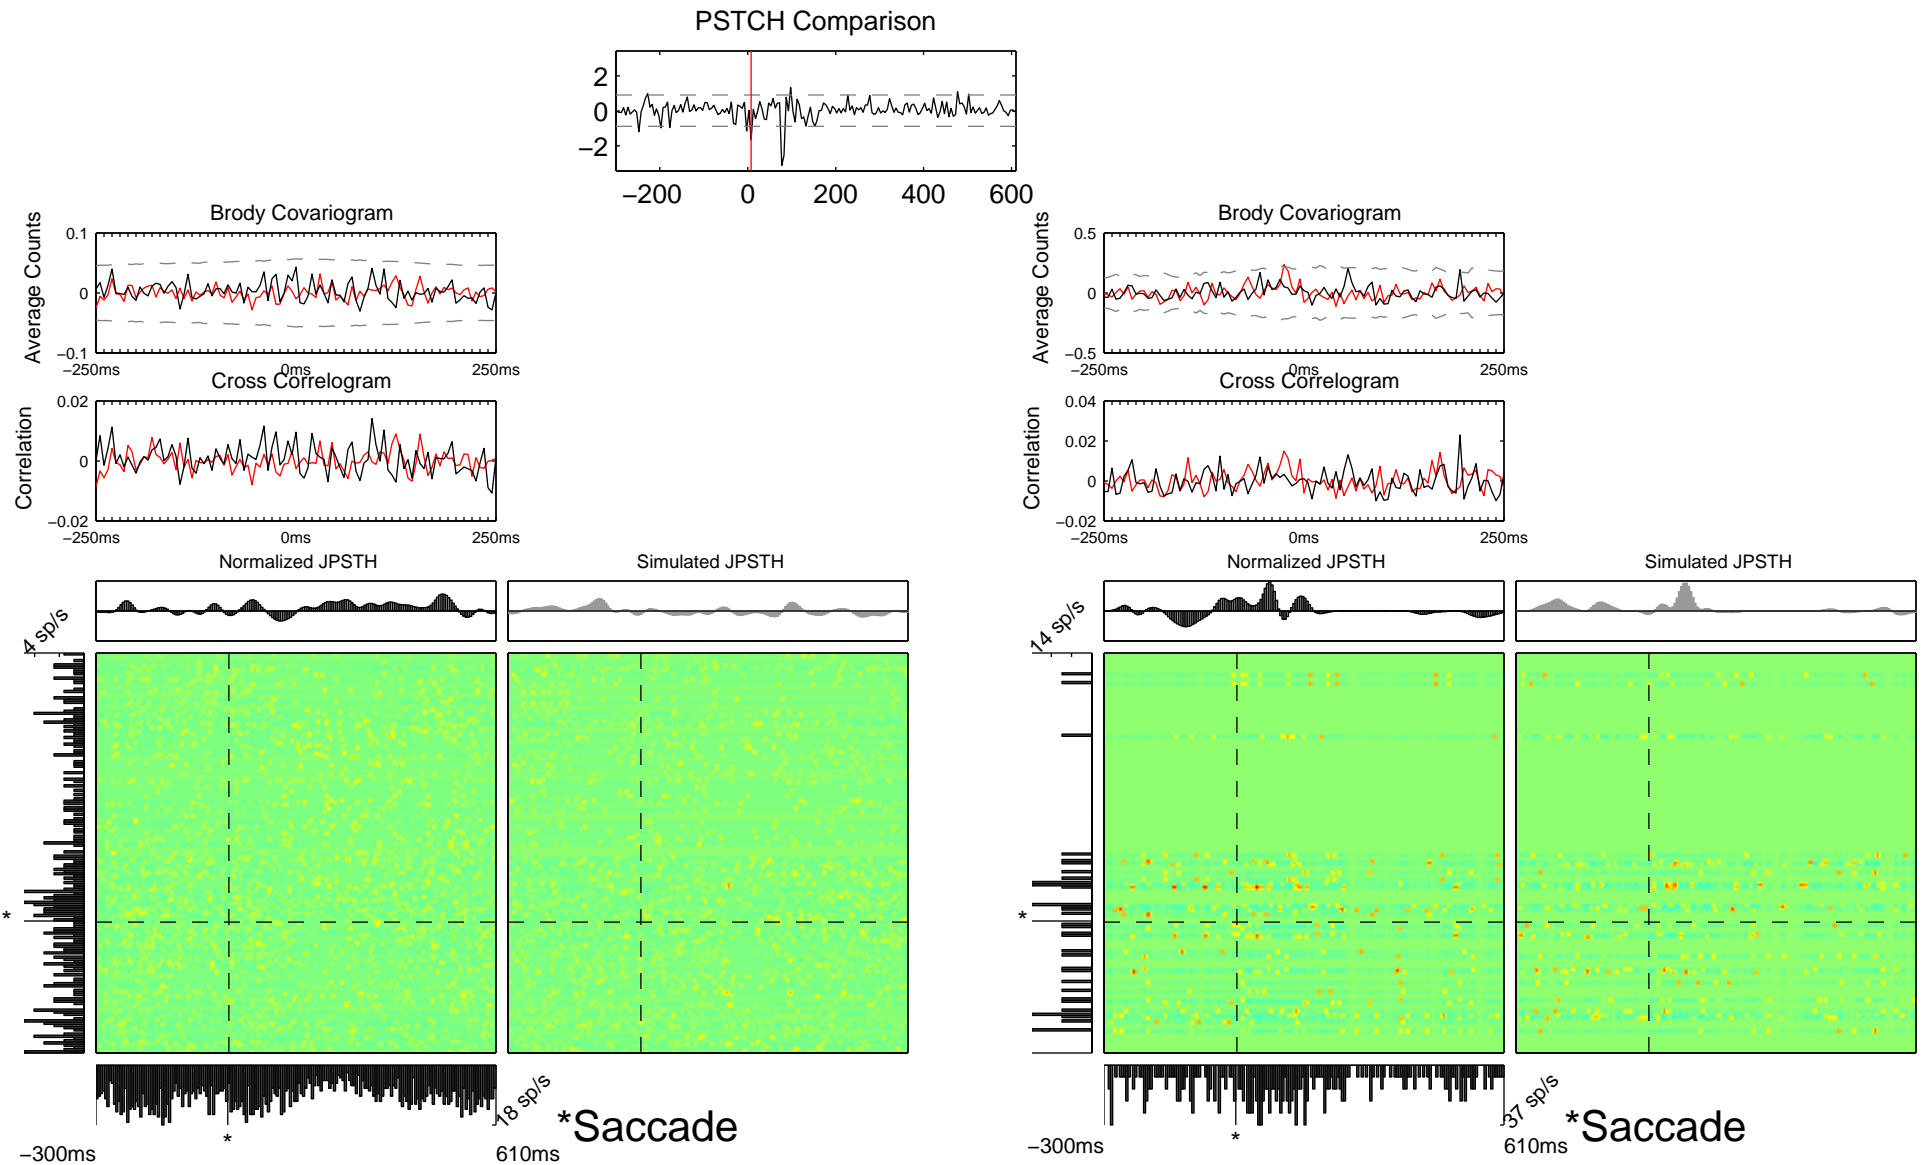 PSTCH Comparison
2
0
−2
−200 0 200 400 600
Brody Covariogram
Average Counts
0.1
0
−0.1
−250ms 0ms 250ms
Cross Correlogram
Correlation
0.02
0
−0.02
−250ms 0ms 250ms
Normalized JPSTH Simulated JPSTH
4 sp/s
*
18 sp/s
*
−300ms 610ms
*Saccade
Brody Covariogram
Average Counts
0.5
0
−0.5
−250ms 0ms 250ms
Cross Correlogram
Correlation
0.04
0.02
0
−0.02
−250ms 0ms 250ms
Normalized JPSTH Simulated JPSTH
14 sp/s
*
37 sp/s
*
−300ms 610ms
*Saccade